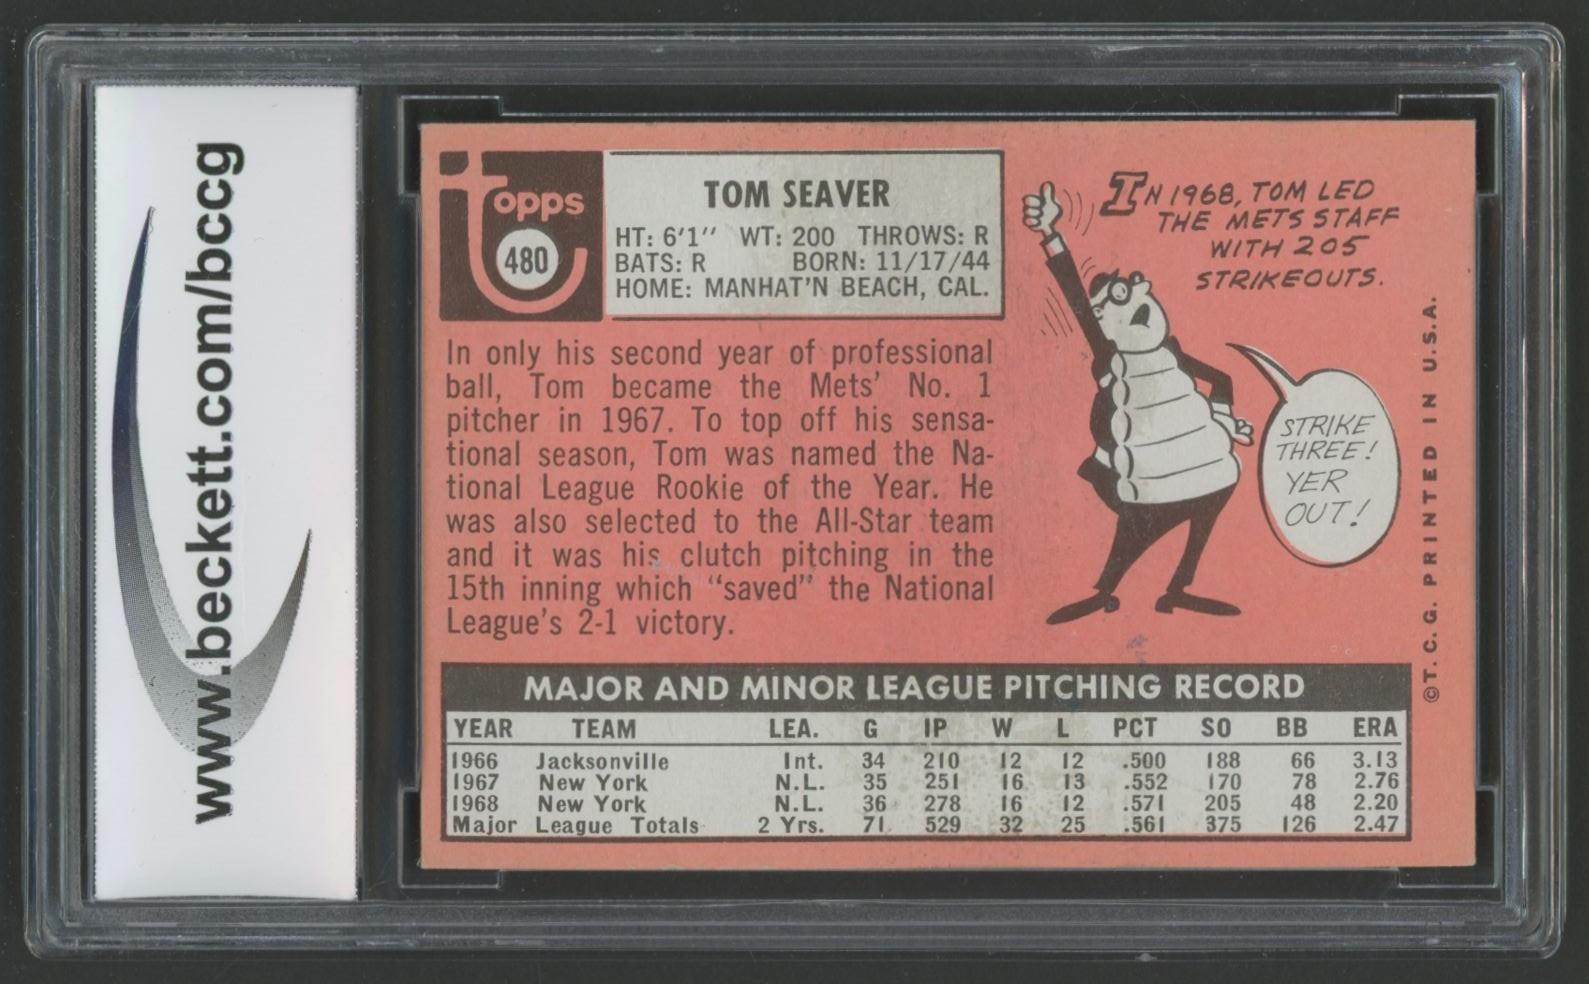 www.beckett.com/bccg
topps
480
TOM SEAVER
HT: 6'1" WT: 200 THROWS: R
BATS: R BORN: 11/17/44
HOME: MANHAT'N BEACH, CAL.
In only his second year of professional
ball, Tom became the Mets' No. 1
pitcher in 1967. To top off his sensa-
tional season, Tom was named the Na-
tional League Rookie of the Year. He
was also selected to the All-Star team
and it was his clutch pitching in the
15th inning which "saved" the National
League's 2-1 victory.
IN 1968, TOM LED
THE METS STAFF
WITH 205
STRIKEOUTS.
STRIKE
THREE!
YER
OUT!
©T.C.G. PRINTED IN U.S.A.
MAJOR AND MINOR LEAGUE PITCHING RECORD
YEAR TEAM LEA. G IP W L PCT SO BB ERA
1966 Jacksonville Int. 34 210 12 12 .500 188 66 3.13
1967 New York N.L. 35 251 16 13 .552 170 78 2.76
1968 New York N.L. 36 278 16 12 .571 205 48 2.20
Major League Totals 2 Yrs. 71 529 32 25 .561 375 126 2.47